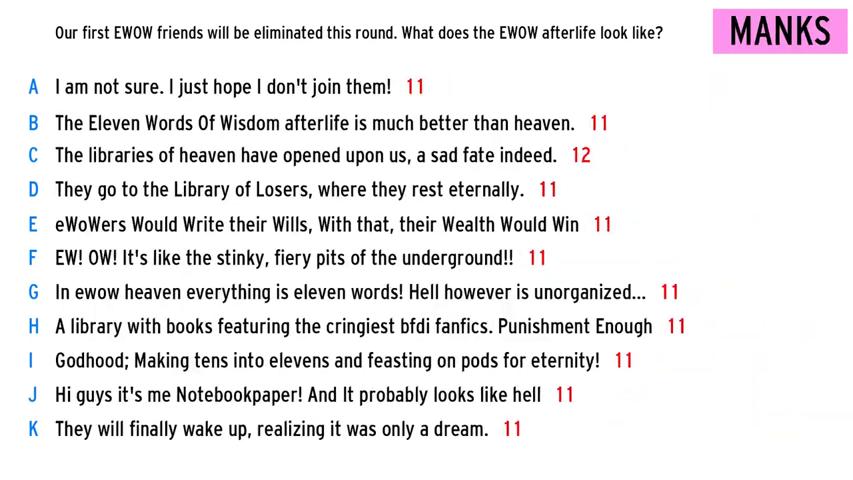 Our first EWOW friends will be eliminated this round. What does the EWOW afterlife look like?
MANKS
A I am not sure. I just hope I don't join them! 11
B The Eleven Words Of Wisdom afterlife is much better than heaven. 11
C The libraries of heaven have opened upon us, a sad fate indeed. 12
D They go to the Library of Losers, where they rest eternally. 11
E eWoWers Would Write their Wills, With that, their Wealth Would Win 11
F EW! OW! It's like the stinky, fiery pits of the underground!! 11
G In ewow heaven everything is eleven words! Hell however is unorganized... 11
H A library with books featuring the cringiest bfdi fanfics. Punishment Enough 11
I Godhood; Making tens into elevens and feasting on pods for eternity! 11
J Hi guys it's me Notebookpaper! And It probably looks like hell 11
K They will finally wake up, realizing it was only a dream. 11